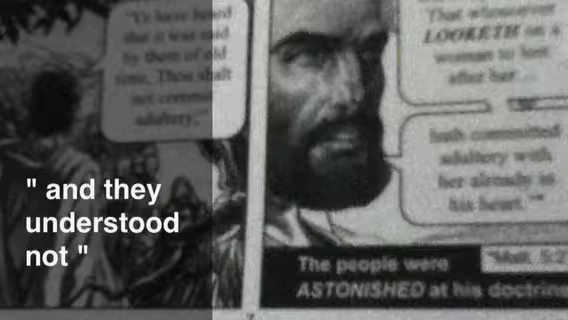 "Ye have heard
that it was said
by them of old
time, Thou shalt
not commit
adultery."
That whosoever
LOOKETH on a
woman to lust
after her...
hath committed
adultery with
her already in
his heart."
" and they
understood
not "
The people were
"Matt. 5:2
ASTONISHED at his doctrine